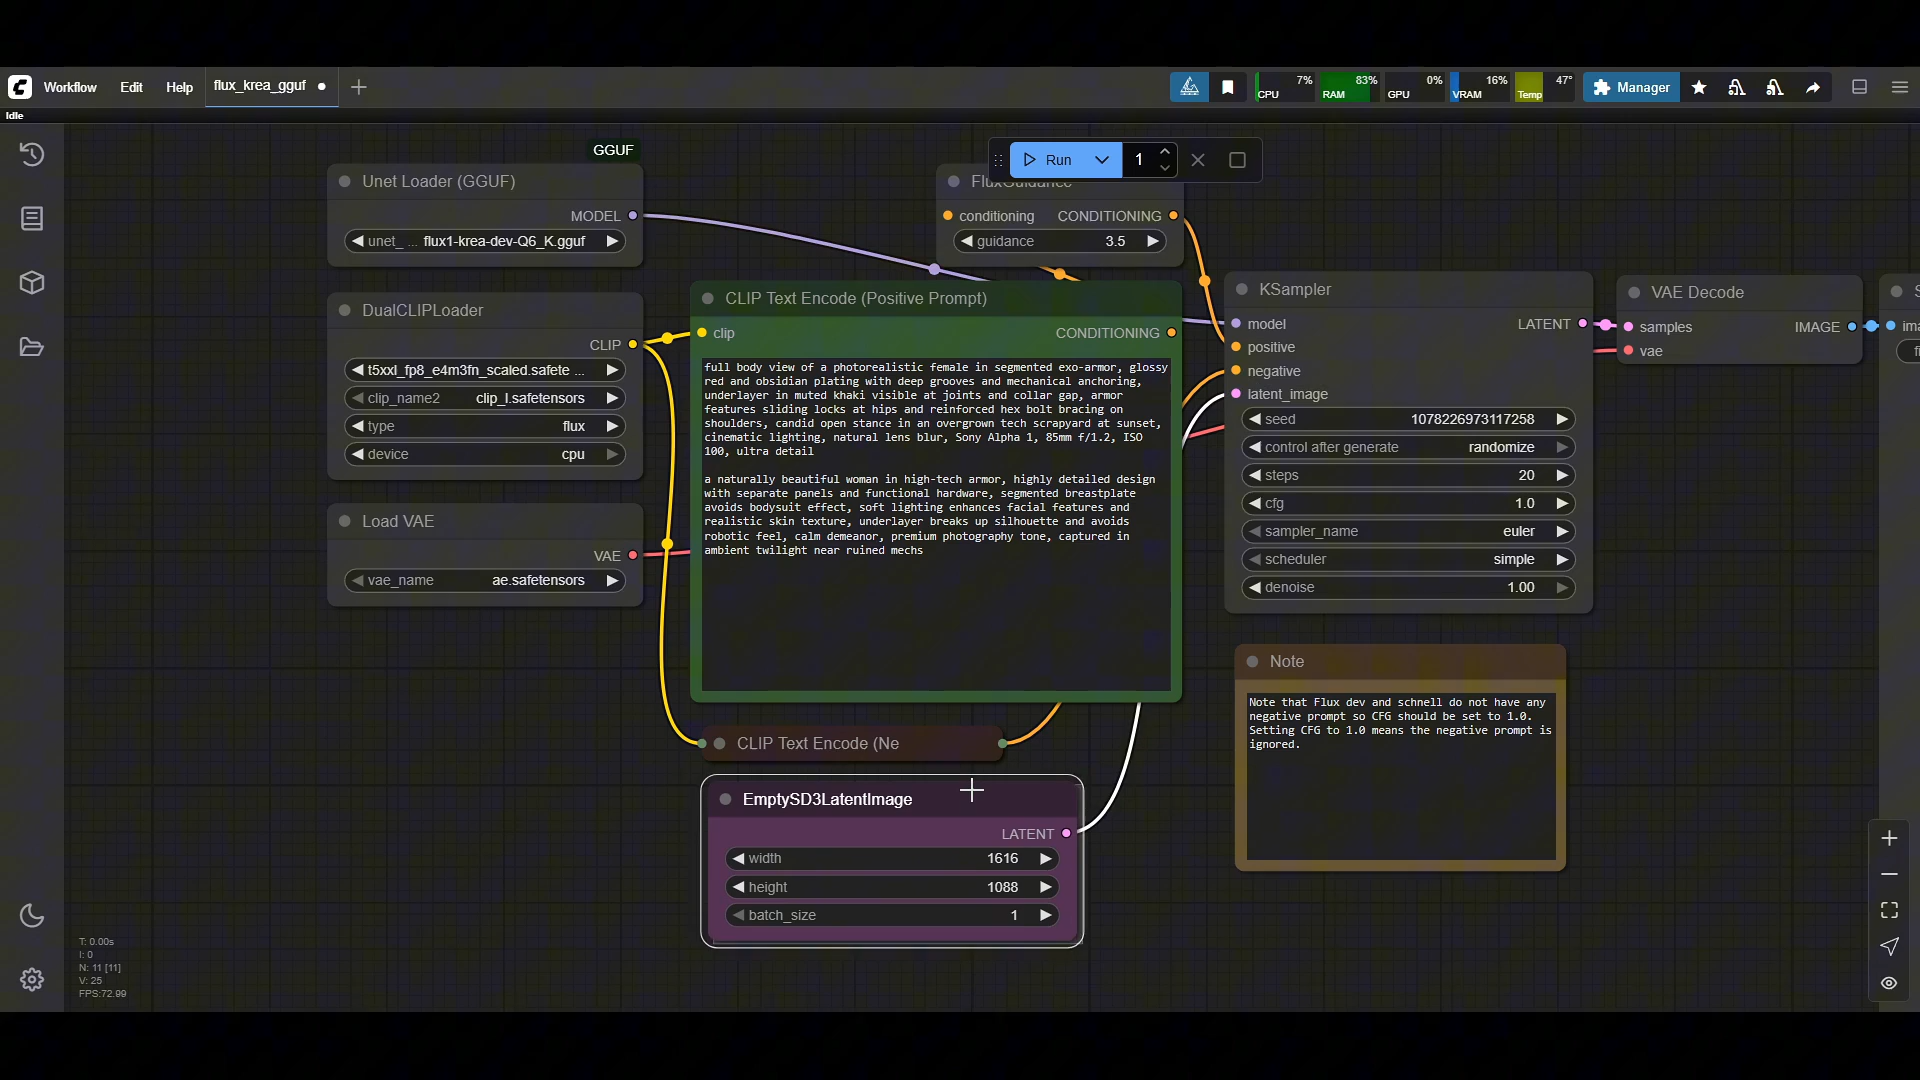 Workflow
Edit
Help
flux_krea_gguf
7%
CPU
83%
RAM
0%
GPU
16%
VRAM
47°
Temp
Manager
Idle
GGUF
Unet Loader (GGUF)
MODEL
unet_ ... flux1-krea-dev-Q6_K.gguf
DualCLIPLoader
CLIP
t5xxl_fp8_e4m3fn_scaled.safete ...
clip_name2 clip_l.safetensors
type flux
device cpu
Load VAE
VAE
vae_name ae.safetensors
Run
1
FluxGuidance
conditioning CONDITIONING
guidance 3.5
CLIP Text Encode (Positive Prompt)
clip CONDITIONING
full body view of a photorealistic female in segmented exo-armor, glossy
red and obsidian plating with deep grooves and mechanical anchoring,
underlayer in muted khaki visible at joints and collar gap, armor
features sliding locks at hips and reinforced hex bolt bracing on
shoulders, candid open stance in an overgrown tech scrapyard at sunset,
cinematic lighting, natural lens blur, Sony Alpha 1, 85mm f/1.2, ISO
100, ultra detail
a naturally beautiful woman in high-tech armor, highly detailed design
with separate panels and functional hardware, segmented breastplate
avoids bodysuit effect, soft lighting enhances facial features and
realistic skin texture, underlayer breaks up silhouette and avoids
robotic feel, calm demeanor, premium photography tone, captured in
ambient twilight near ruined mechs
CLIP Text Encode (Ne
EmptySD3LatentImage
LATENT
width 1616
height 1088
batch_size 1
KSampler
model LATENT
positive
negative
latent_image
seed 1078226973117258
control after generate randomize
steps 20
cfg 1.0
sampler_name euler
scheduler simple
denoise 1.00
Note
Note that Flux dev and schnell do not have any
negative prompt so CFG should be set to 1.0.
Setting CFG to 1.0 means the negative prompt is
ignored.
VAE Decode
samples IMAGE
vae
S
ima
fi
T: 0.00s
I: 0
N: 11 [11]
V: 25
FPS:72.99